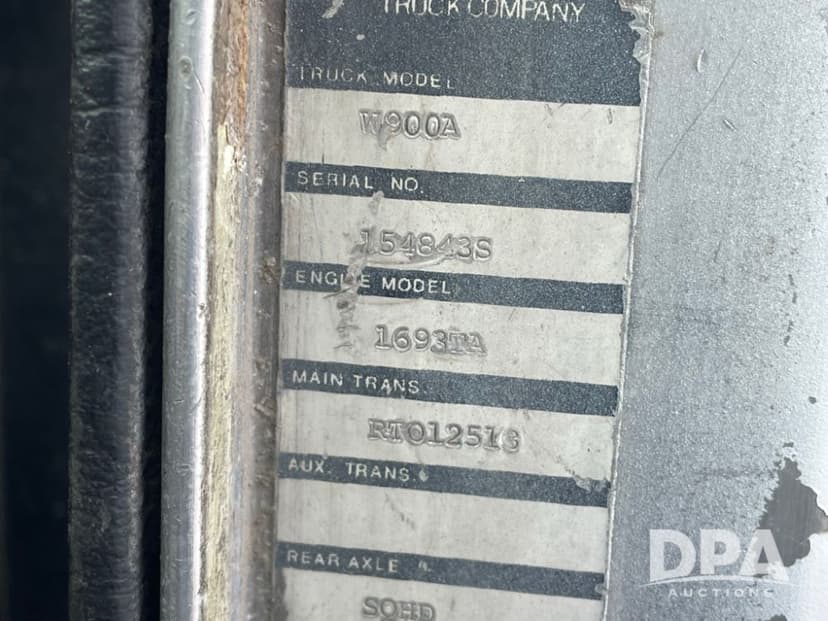 TRUCK COMPANY
TRUCK MODEL
W900A
SERIAL NO.
154843S
ENGINE MODEL
1693TA
MAIN TRANS.
RTO12513
AUX. TRANS.
REAR AXLE
SQHD
DPA
AUCTIONS